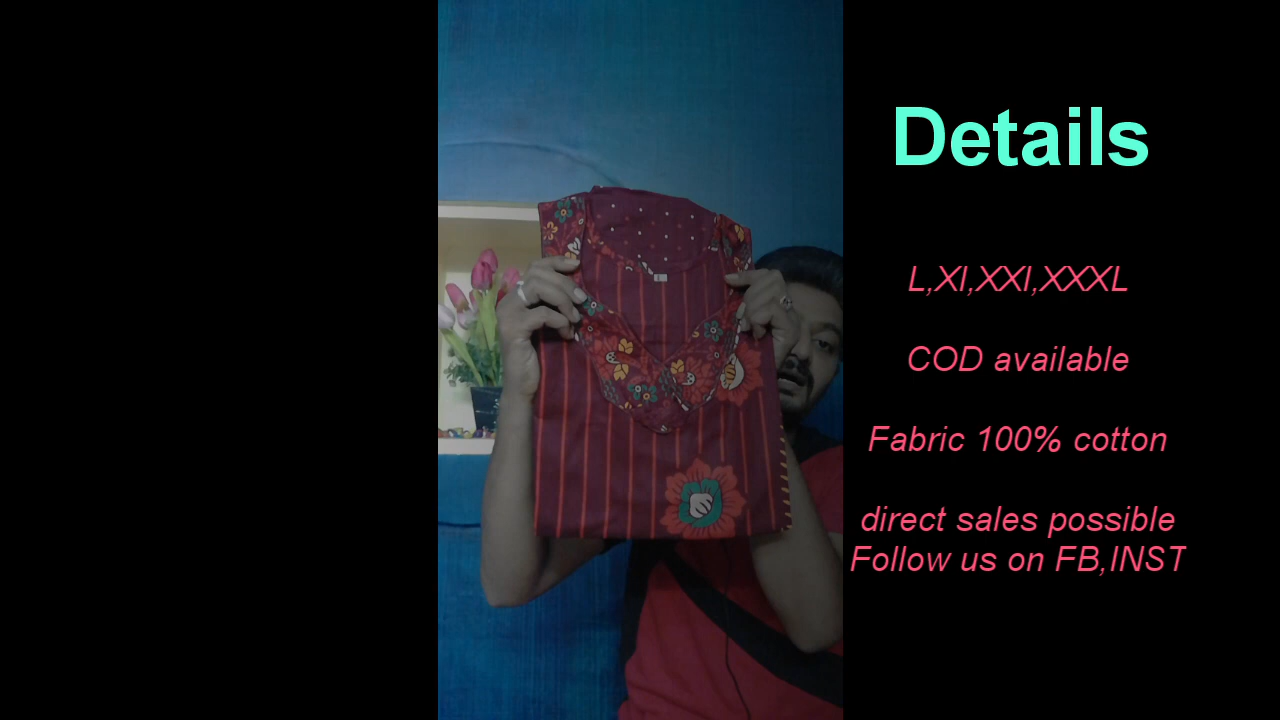 Details
L,Xl,XXl,XXXL
COD available
Fabric 100% cotton
direct sales possible
Follow us on FB,INST